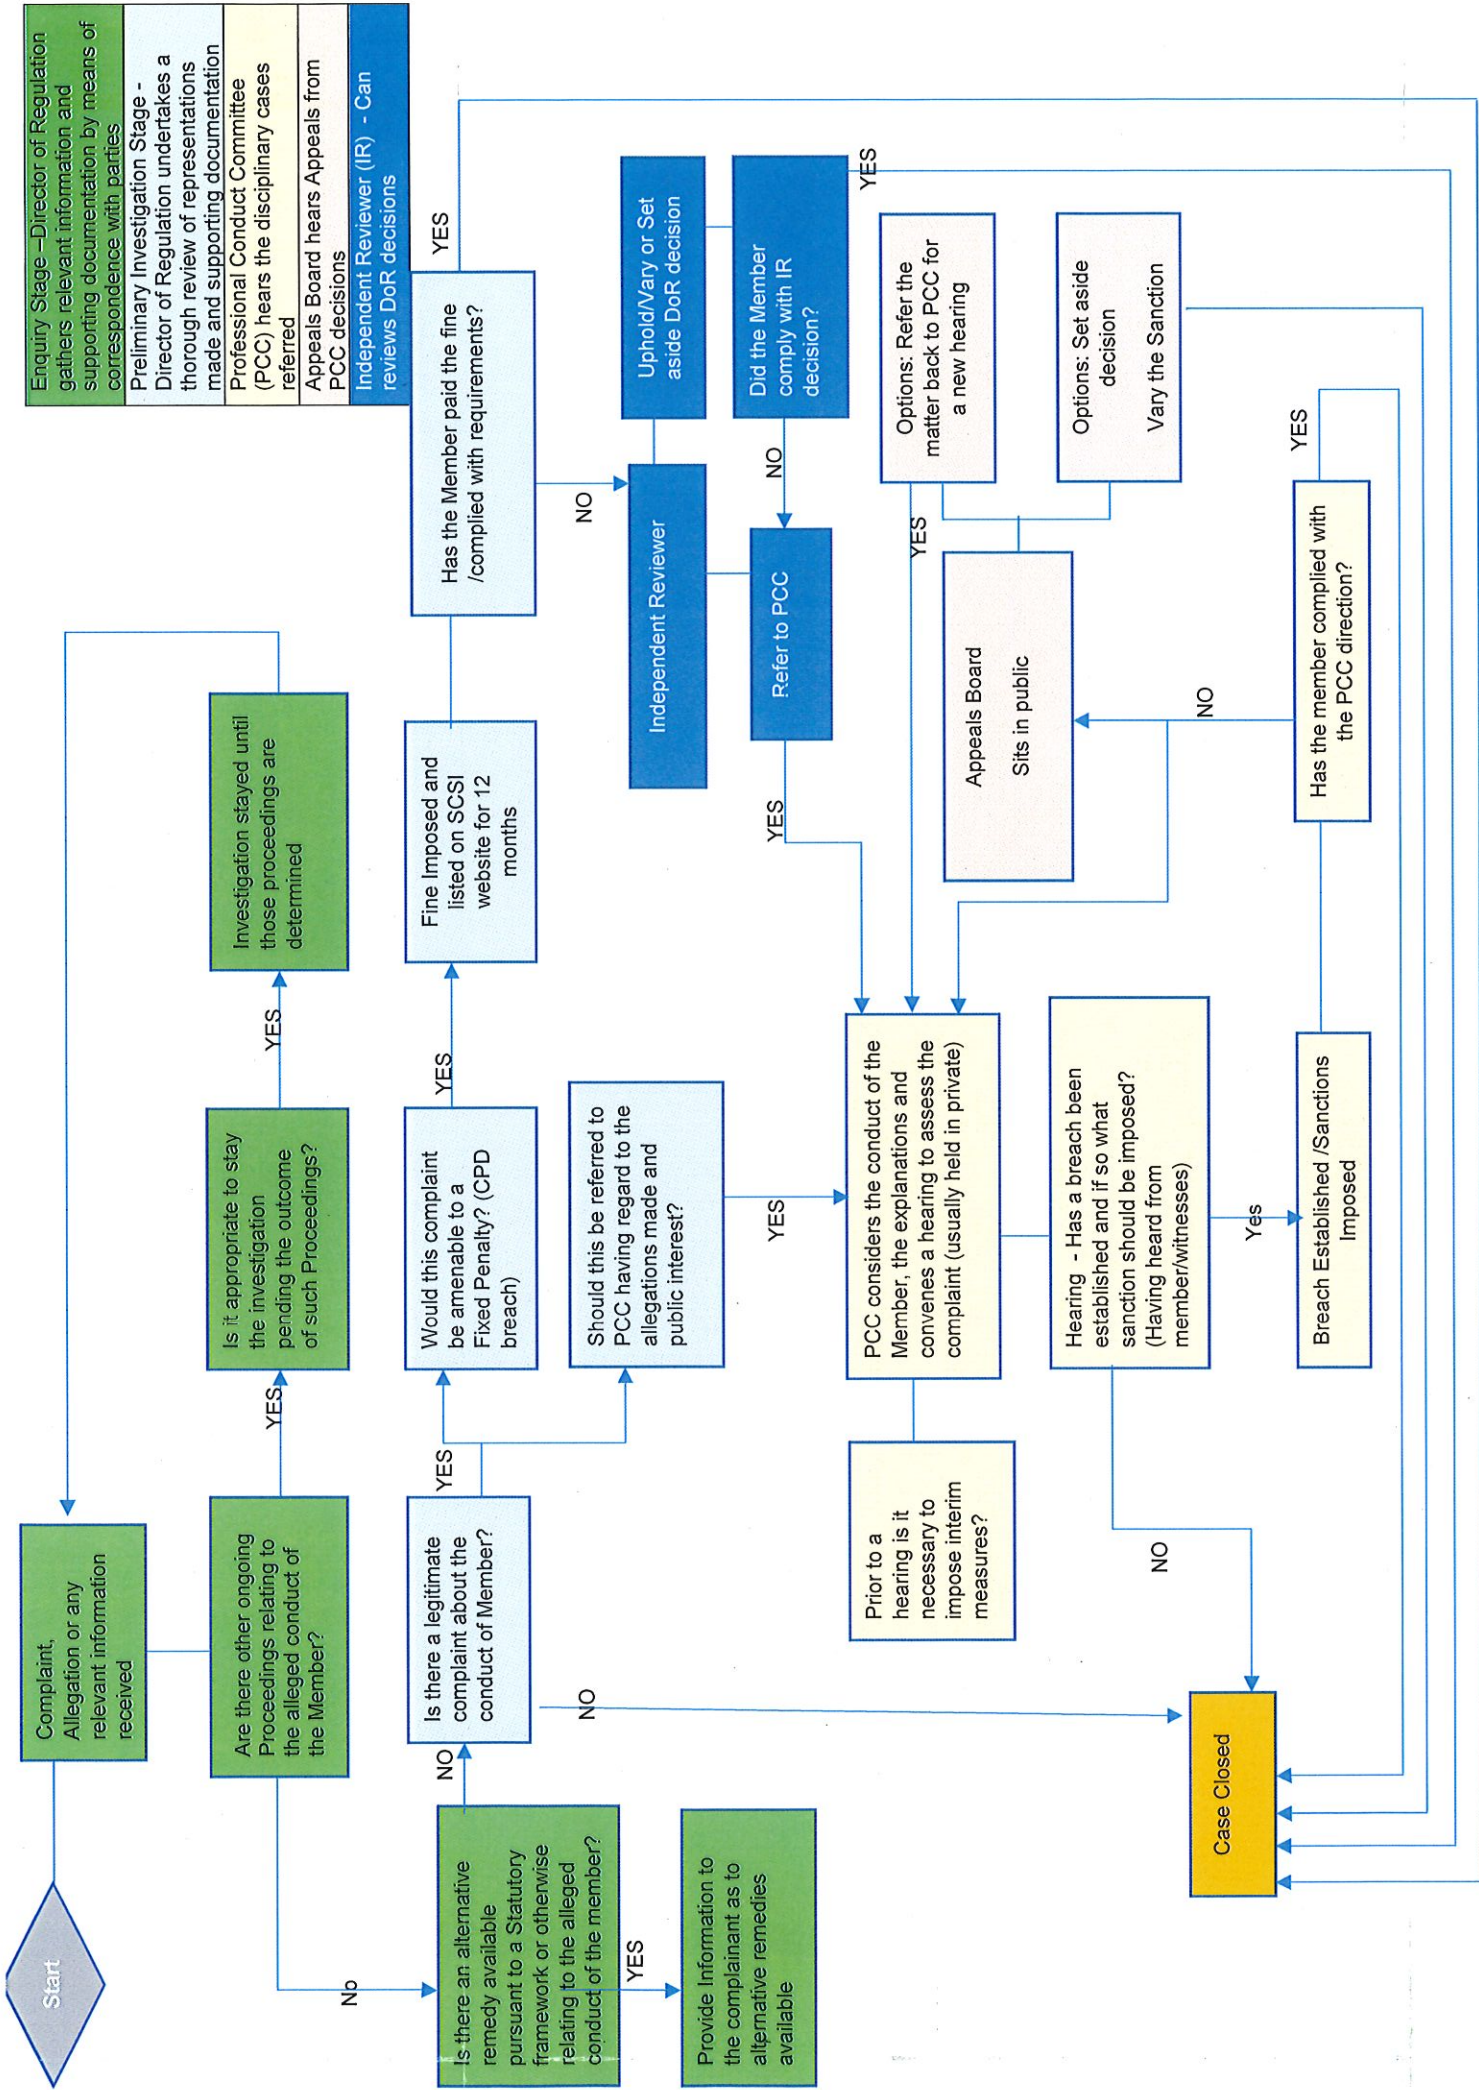 Start
Complaint,
Allegation or any
relevant information
received
Are there other ongoing
Proceedings relating to
the alleged conduct of
the Member?
YES
Is it appropriate to stay
the investigation
pending the outcome
of such Proceedings?
YES
Investigation stayed until
those proceedings are
determined
No
Is there an alternative
remedy available
pursuant to a Statutory
framework or otherwise
relating to the alleged
conduct of the member?
YES
Provide Information to
the complainant as to
alternative remedies
available
NO
Is there a legitimate
complaint about the
conduct of Member?
NO
YES
Would this complaint
be amenable to a
Fixed Penalty? (CPD
breach)
YES
Fine Imposed and
listed on SCSI
website for 12
months
Has the Member paid the fine
/complied with requirements?
YES
NO
Should this be referred to
PCC having regard to the
allegations made and
public interest?
YES
Independent Reviewer
Uphold/Vary or Set
aside DoR decision
Did the Member
comply with IR
decision?
YES
NO
Refer to PCC
YES
Prior to a
hearing is it
necessary to
impose interim
measures?
PCC considers the conduct of the
Member, the explanations and
convenes a hearing to assess the
complaint (usually held in private)
Hearing - Has a breach been
established and if so what
sanction should be imposed?
(Having heard from
member/witnesses)
NO
Yes
Breach Established /Sanctions
Imposed
Has the member complied with
the PCC direction?
YES
NO
Appeals Board
Sits in public
YES
Options: Refer the
matter back to PCC for
a new hearing
Options: Set aside
decision
Vary the Sanction
Case Closed
Enquiry Stage –Director of Regulation
gathers relevant information and
supporting documentation by means of
correspondence with parties
Preliminary Investigation Stage -
Director of Regulation undertakes a
thorough review of representations
made and supporting documentation
Professional Conduct Committee
(PCC) hears the disciplinary cases
referred
Appeals Board hears Appeals from
PCC decisions
Independent Reviewer (IR) - Can
reviews DoR decisions